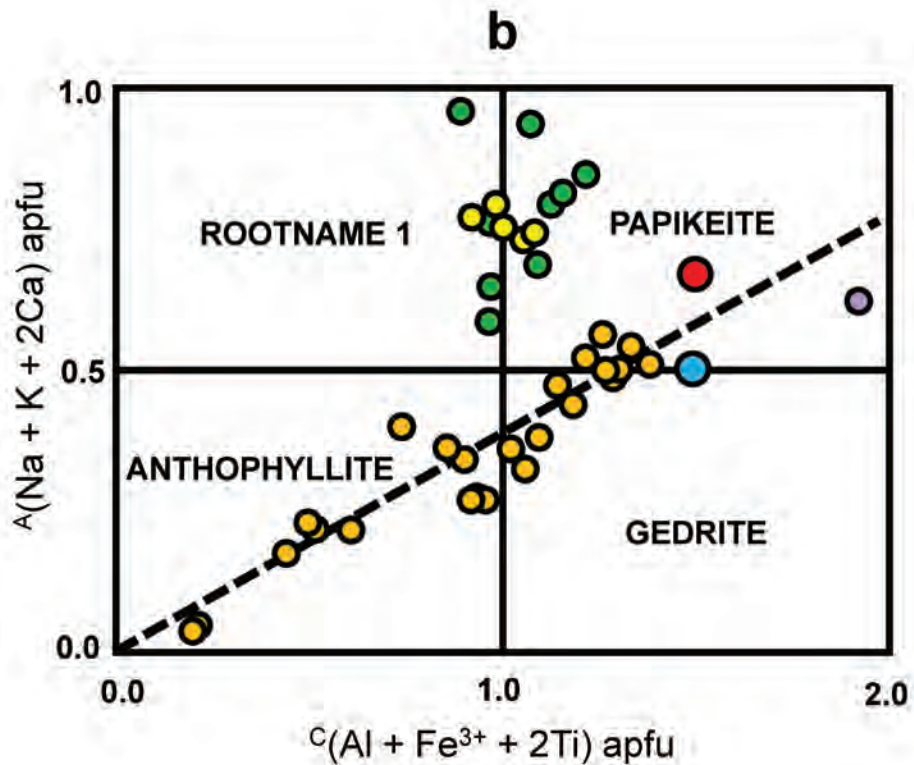 b
1.0
ROOTNAME 1
PAPIKEITE
0.5
ANTHOPHYLLITE
GEDRITE
0.0
0.0
1.0
2.0
ᴬ(Na + K + 2Ca) apfu
ᶜ(Al + Fe³⁺ + 2Ti) apfu